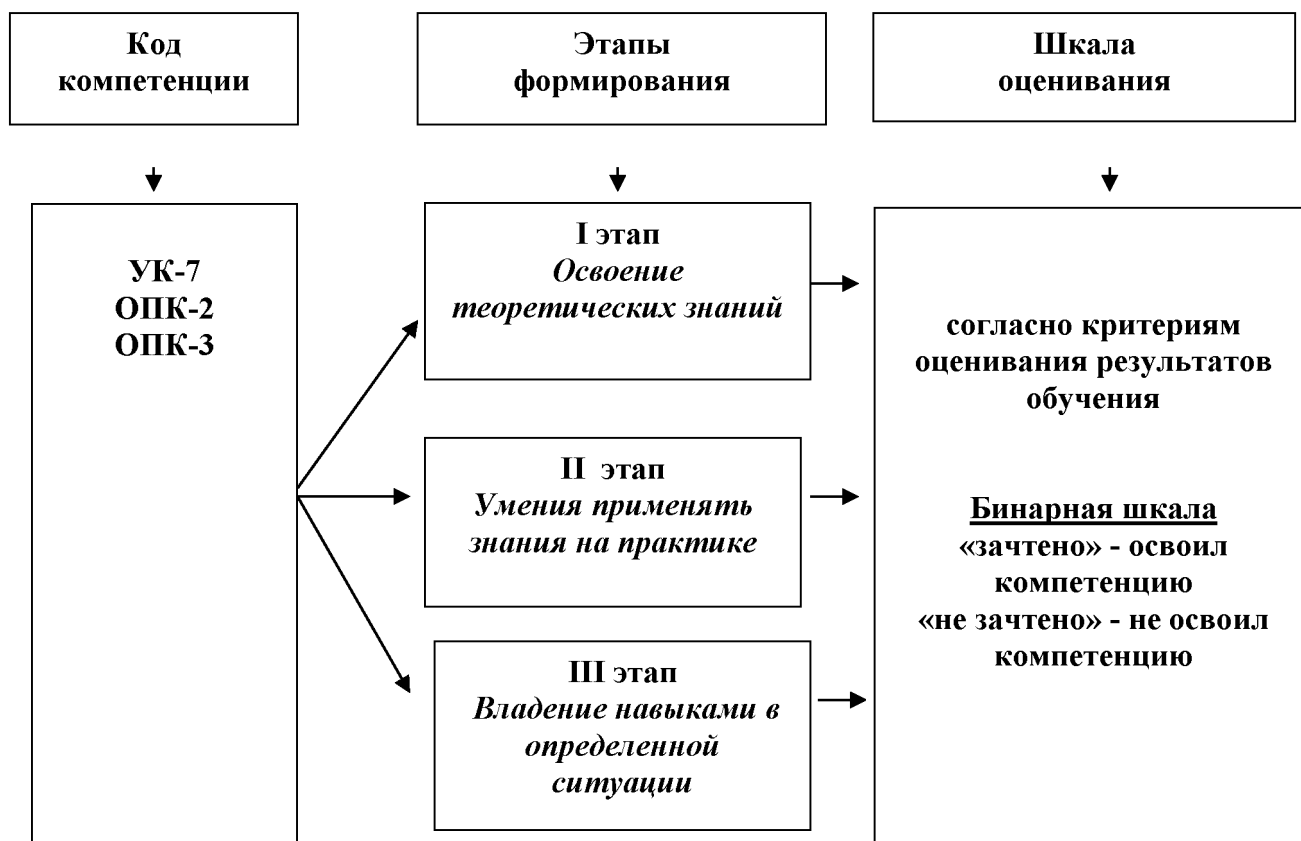 Код
компетенции
Этапы
формирования
Шкала
оценивания
УК-7
ОПК-2
ОПК-3
I этап
Освоение
теоретических знаний
II этап
Умения применять
знания на практике
III этап
Владение навыками в
определенной
ситуации
согласно критериям
оценивания результатов
обучения
Бинарная шкала
«зачтено» - освоил
компетенцию
«не зачтено» - не освоил
компетенцию